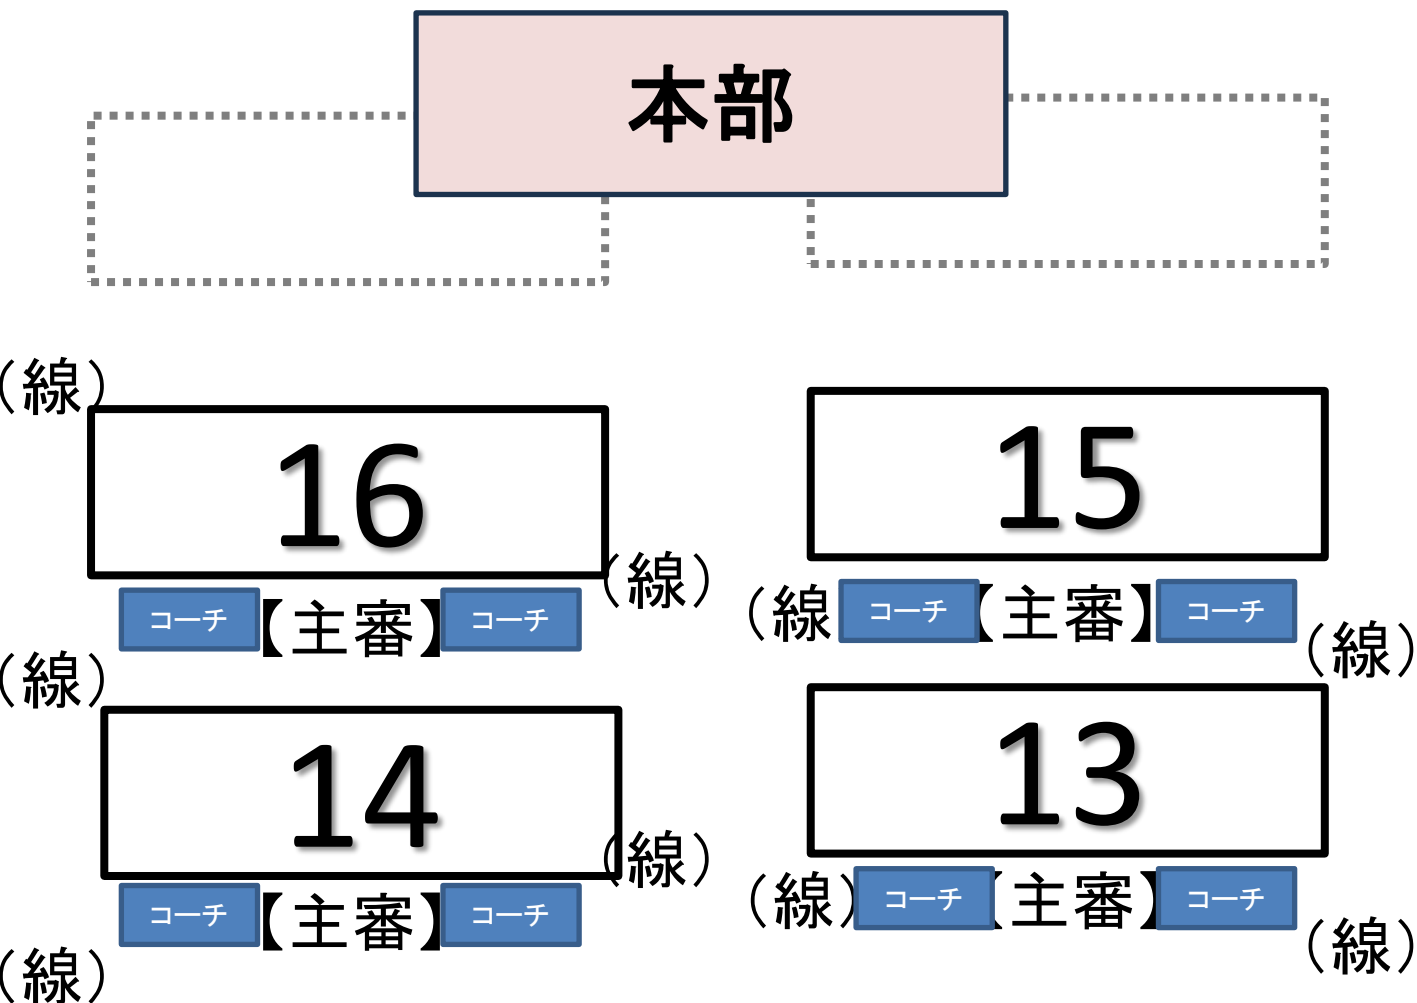 本部
（線）
16
15
（線）
コーチ
【主審】
コーチ
（線
コーチ
【主審】
コーチ
（線）
（線）
14
13
（線）
コーチ
【主審】
コーチ
（線）
コーチ
【主審】
コーチ
（線）
（線）